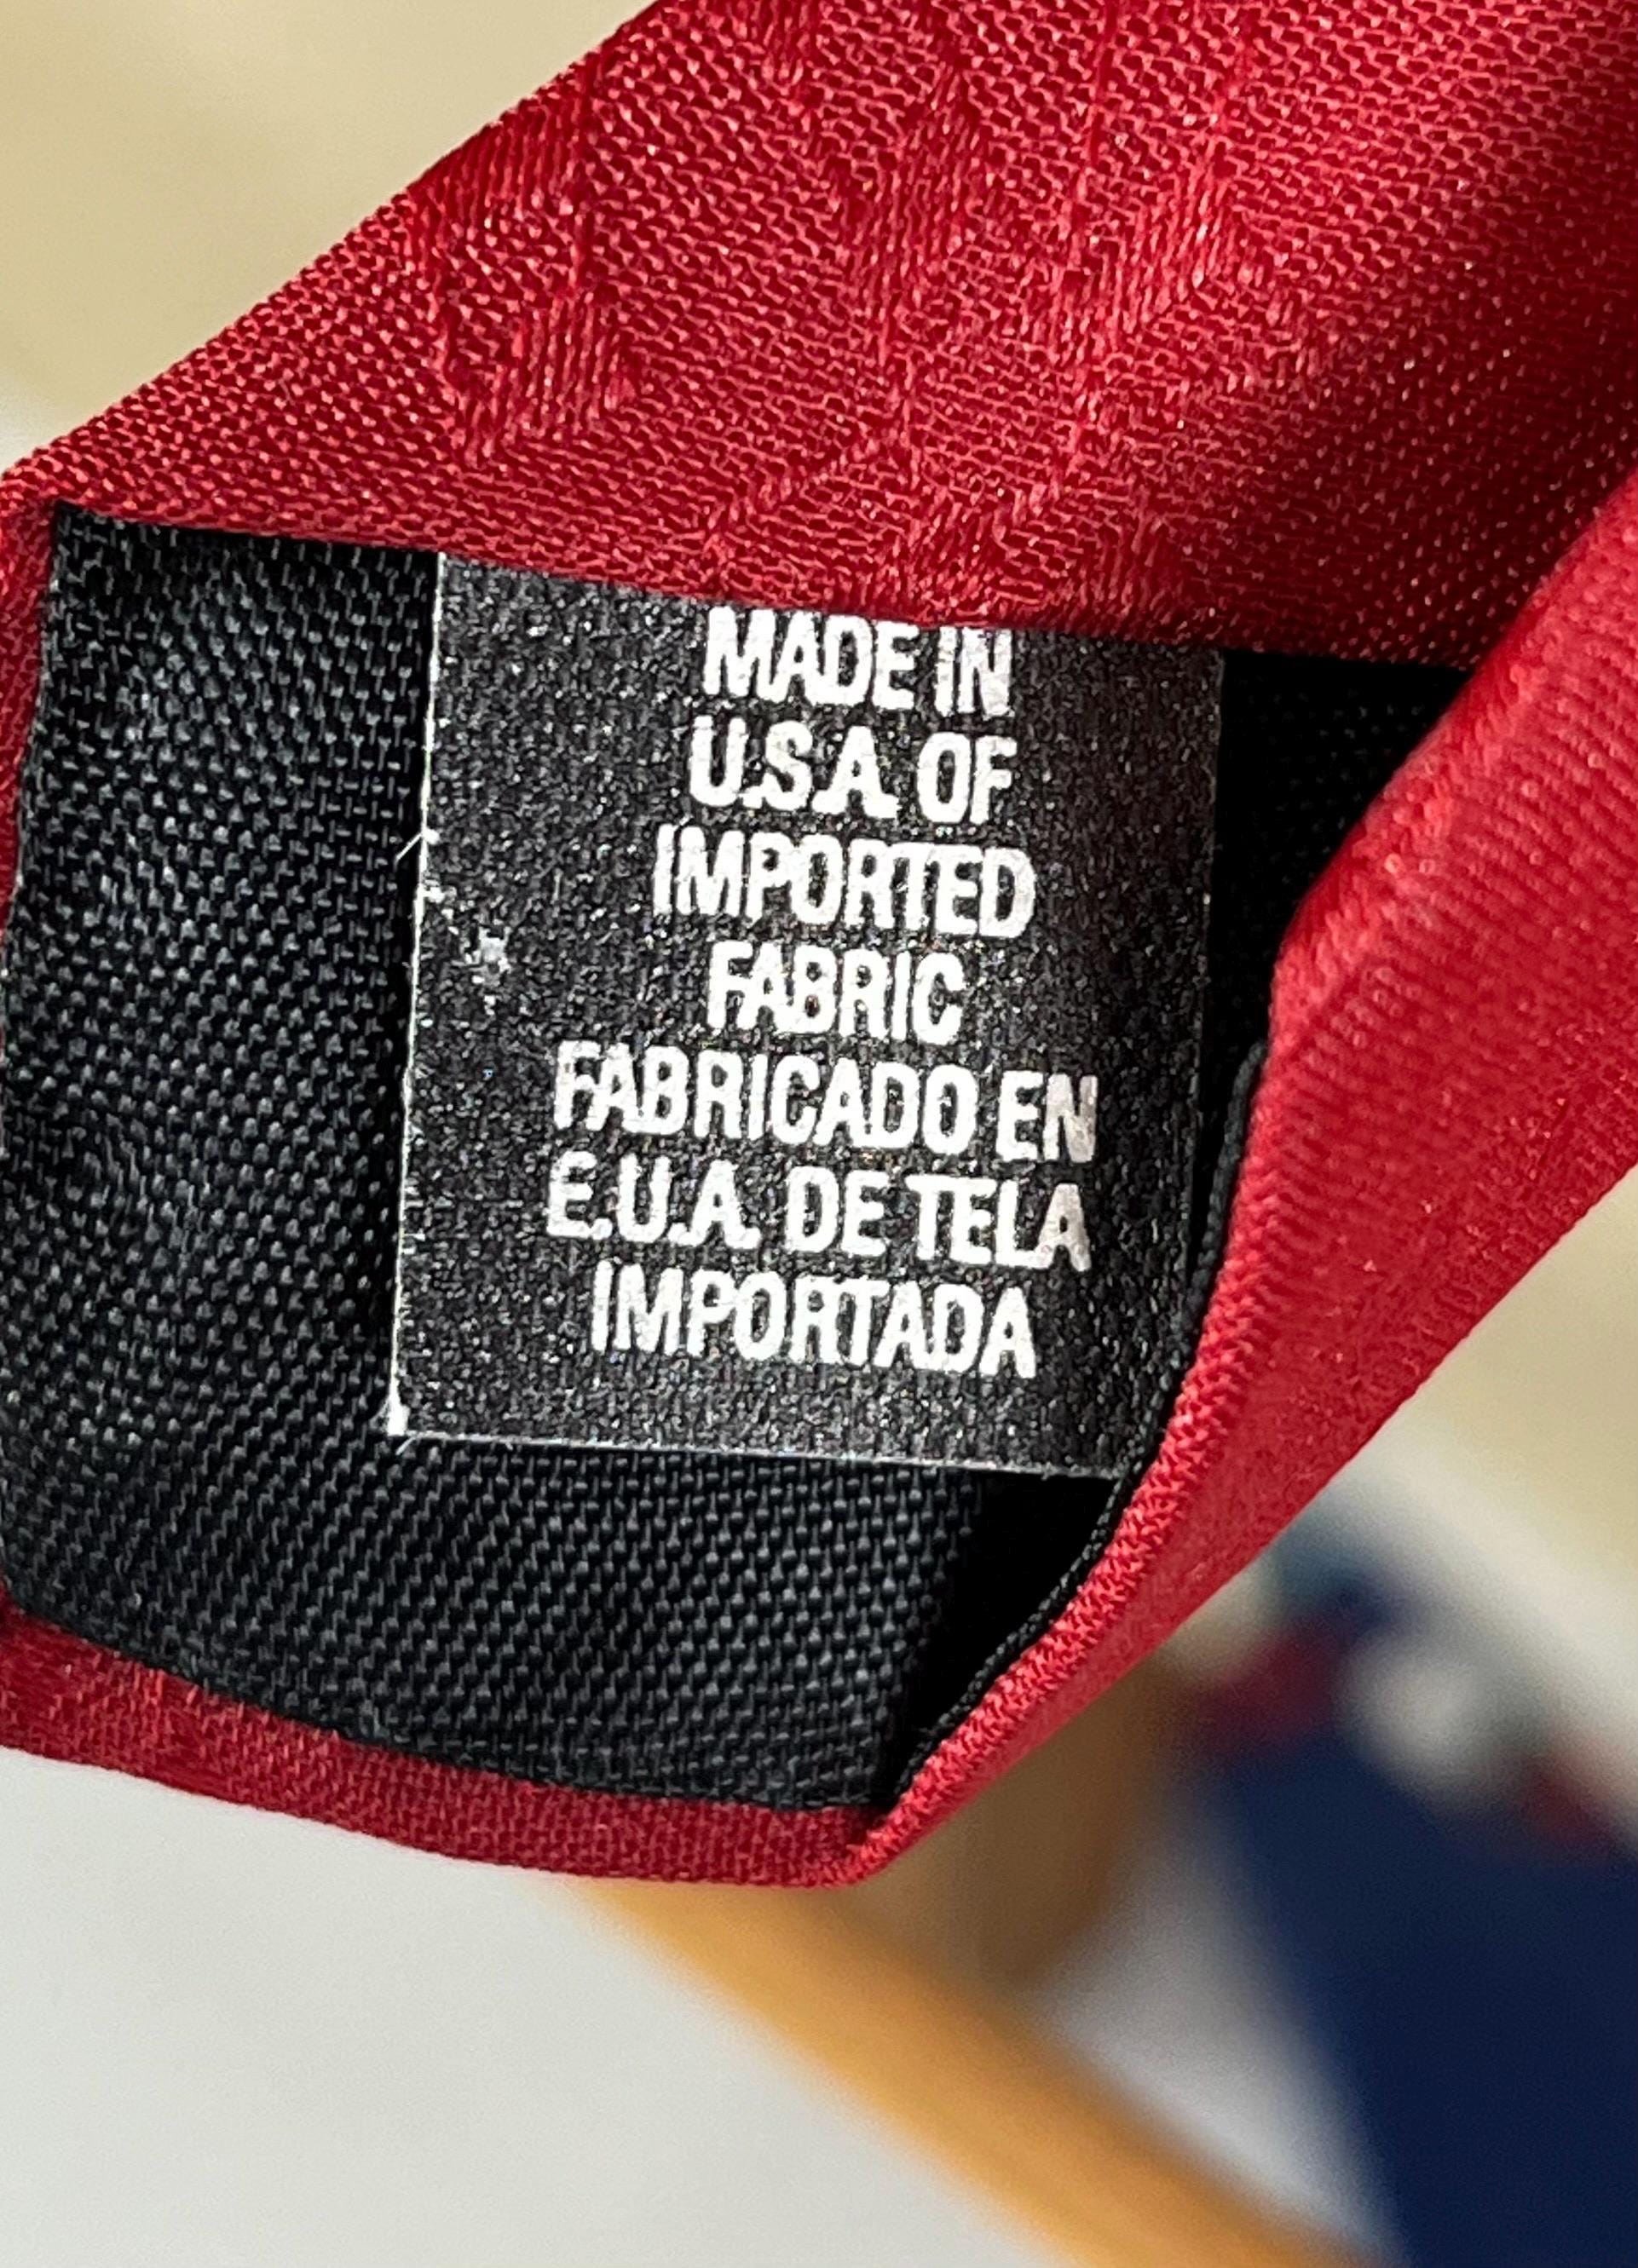 MADE IN
U.S.A. OF
IMPORTED
FABRIC
FABRICADO EN
E.U.A. DE TELA
IMPORTADA